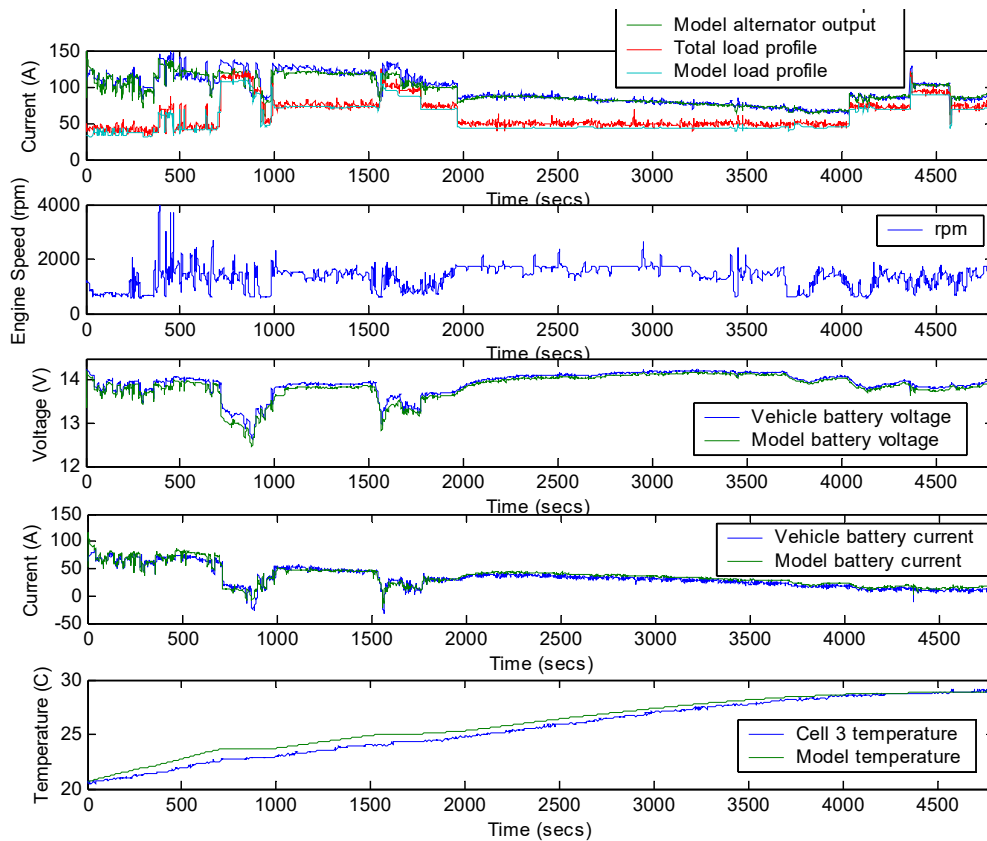 Model alternator output
Total load profile
Model load profile
Current (A)
150
100
50
0
0 500 1000 1500 2000 2500 3000 3500 4000 4500
Time (secs)
Engine Speed (rpm)
4000
2000
0
rpm
0 500 1000 1500 2000 2500 3000 3500 4000 4500
Time (secs)
Voltage (V)
14
13
12
Vehicle battery voltage
Model battery voltage
0 500 1000 1500 2000 2500 3000 3500 4000 4500
Time (secs)
Current (A)
150
100
50
0
-50
Vehicle battery current
Model battery current
0 500 1000 1500 2000 2500 3000 3500 4000 4500
Time (secs)
Temperature (C)
30
25
20
Cell 3 temperature
Model temperature
0 500 1000 1500 2000 2500 3000 3500 4000 4500
Time (secs)